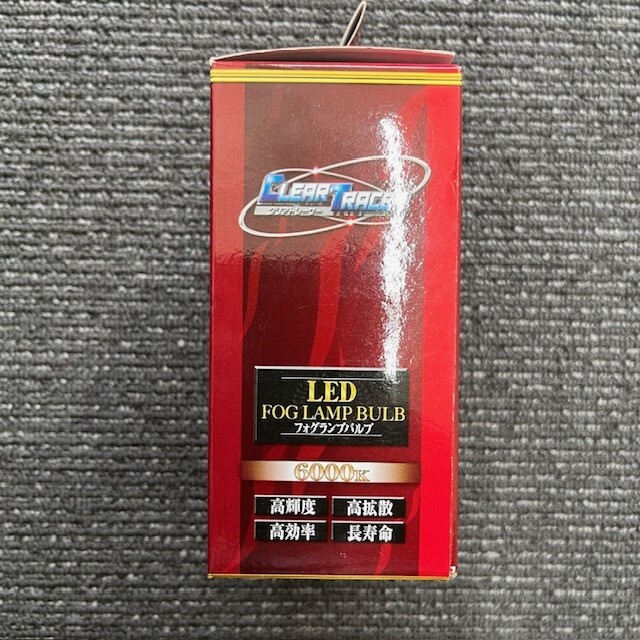 CLEAR TRACER
クリアトレーサー
LED
FOG LAMP BULB
フォグランプバルブ
6000K
高輝度 高拡散
高効率 長寿命